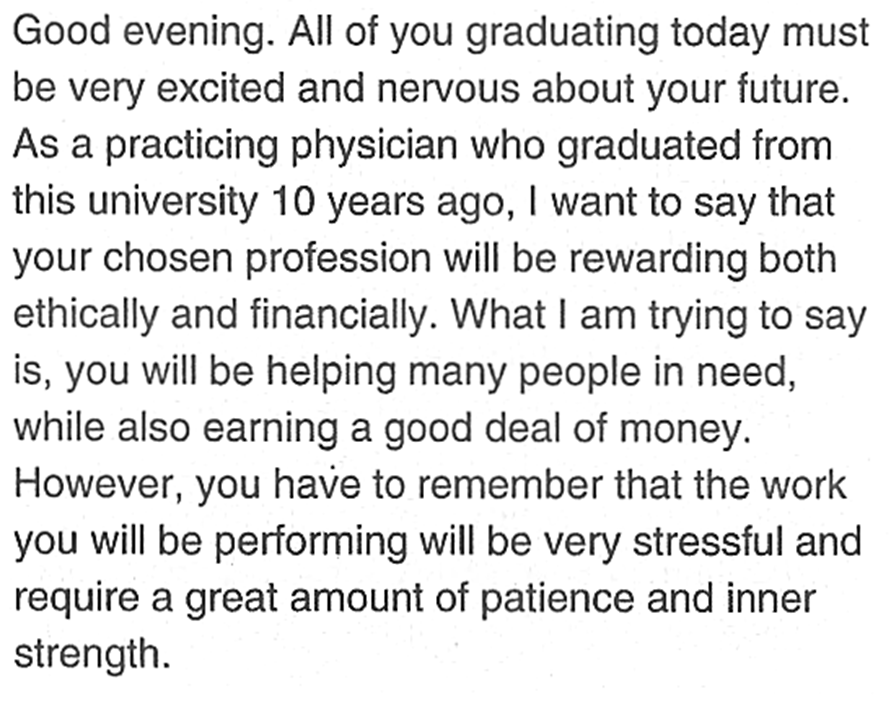 Good evening. All of you graduating today must
be very excited and nervous about your future.
As a practicing physician who graduated from
this university 10 years ago, I want to say that
your chosen profession will be rewarding both
ethically and financially. What I am trying to say
is, you will be helping many people in need,
while also earning a good deal of money.
However, you have to remember that the work
you will be performing will be very stressful and
require a great amount of patience and inner
strength.